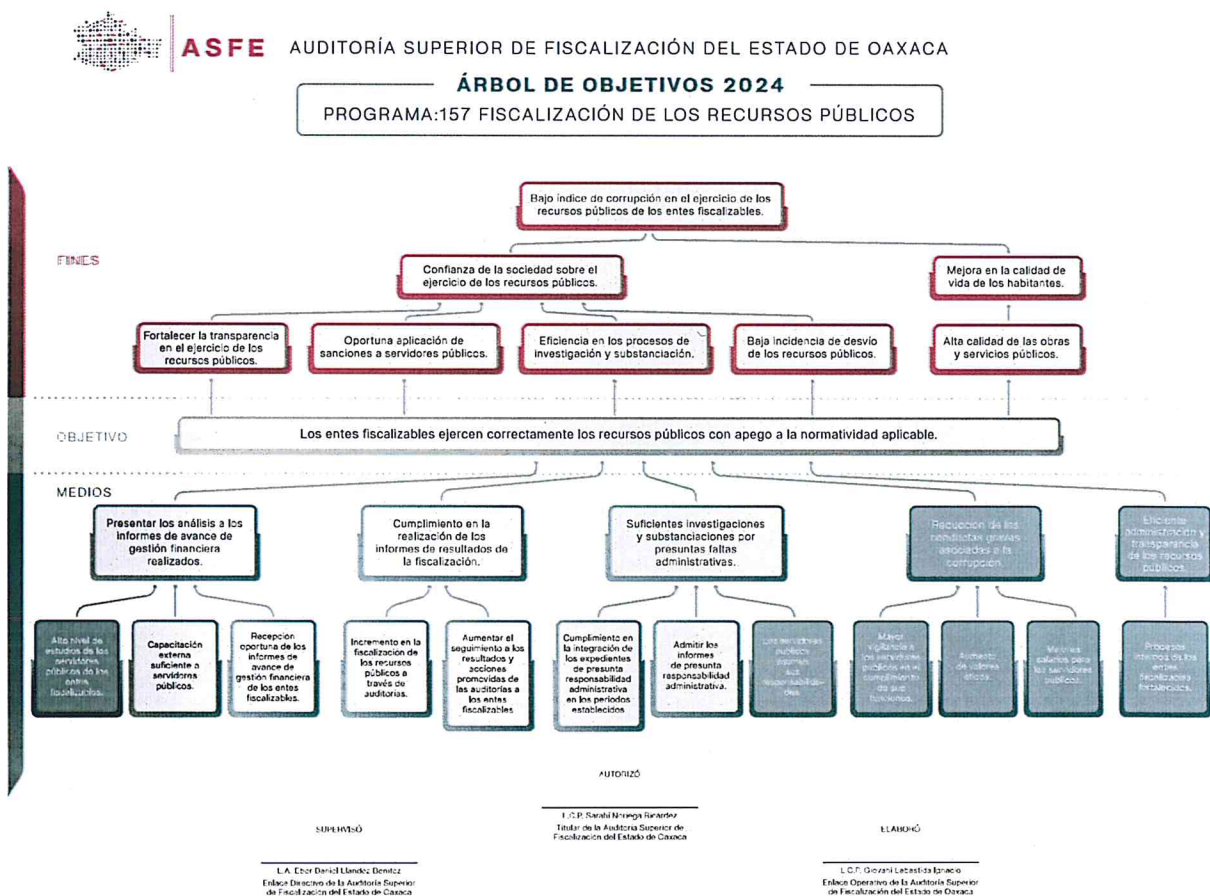 ASFE AUDITORÍA SUPERIOR DE FISCALIZACIÓN DEL ESTADO DE OAXACA
ÁRBOL DE OBJETIVOS 2024
PROGRAMA:157 FISCALIZACIÓN DE LOS RECURSOS PÚBLICOS
FINES
Bajo índice de corrupción en el ejercicio de los
recursos públicos de los entes fiscalizables.
Confianza de la sociedad sobre el
ejercicio de los recursos públicos.
Mejora en la calidad de
vida de los habitantes.
Fortalecer la transparencia
en el ejercicio de los
recursos públicos.
Oportuna aplicación de
sanciones a servidores públicos.
Eficiencia en los procesos de
investigación y substanciación.
Baja incidencia de desvío
de los recursos públicos.
Alta calidad de las obras
y servicios públicos.
OBJETIVO
Los entes fiscalizables ejercen correctamente los recursos públicos con apego a la normatividad aplicable.
MEDIOS
Presentar los análisis a los
informes de avance de
gestión financiera
realizados.
Cumplimiento en la
realización de los
informes de resultados de
la fiscalización.
Suficientes investigaciones
y substanciaciones por
presuntas faltas
administrativas.
Reducción de las
conductas graves
asociadas a la
corrupción.
Eficiente
administración y
transparencia
de los recursos
públicos.
Alto nivel de
estudios de los
servidores
públicos de los
entes
fiscalizables.
Capacitación
externa
suficiente a
servidores
públicos.
Recepción
oportuna de los
informes de
avance de
gestión financiera
de los entes
fiscalizables.
Incremento en la
fiscalización de
los recursos
públicos a
través de
auditorías.
Aumentar el
seguimiento a los
resultados y
acciones
promovidas de
las auditorías a
los entes
fiscalizables
Cumplimiento en
la integración de
los expedientes
de presunta
responsabilidad
administrativa
en los períodos
establecidos
Admitir los
informes de
presunta
responsabilidad
administrativa.
Los servidores
públicos
asumen
sus
responsabilida-
des.
Mayor
vigilancia a
los servidores
públicos en el
cumplimiento
de sus
funciones.
Aumento
de valores
éticos.
Mejores
salarios para
los servidores
públicos.
Procesos
internos de los
entes
fiscalizables
fortalecidos.
AUTORIZÓ
L.C.P. Sarahí Noriega Ricárdez
Titular de la Auditoría Superior de
Fiscalización del Estado de Oaxaca
SUPERVISÓ
L.A. Eber Daniel Benítez
Enlace Directivo de la Auditoría Superior
de Fiscalización del Estado de Oaxaca
ELABORÓ
L.C.P. Giovani Labastida Ignacio
Enlace Operativo de la Auditoría Superior
de Fiscalización del Estado de Oaxaca